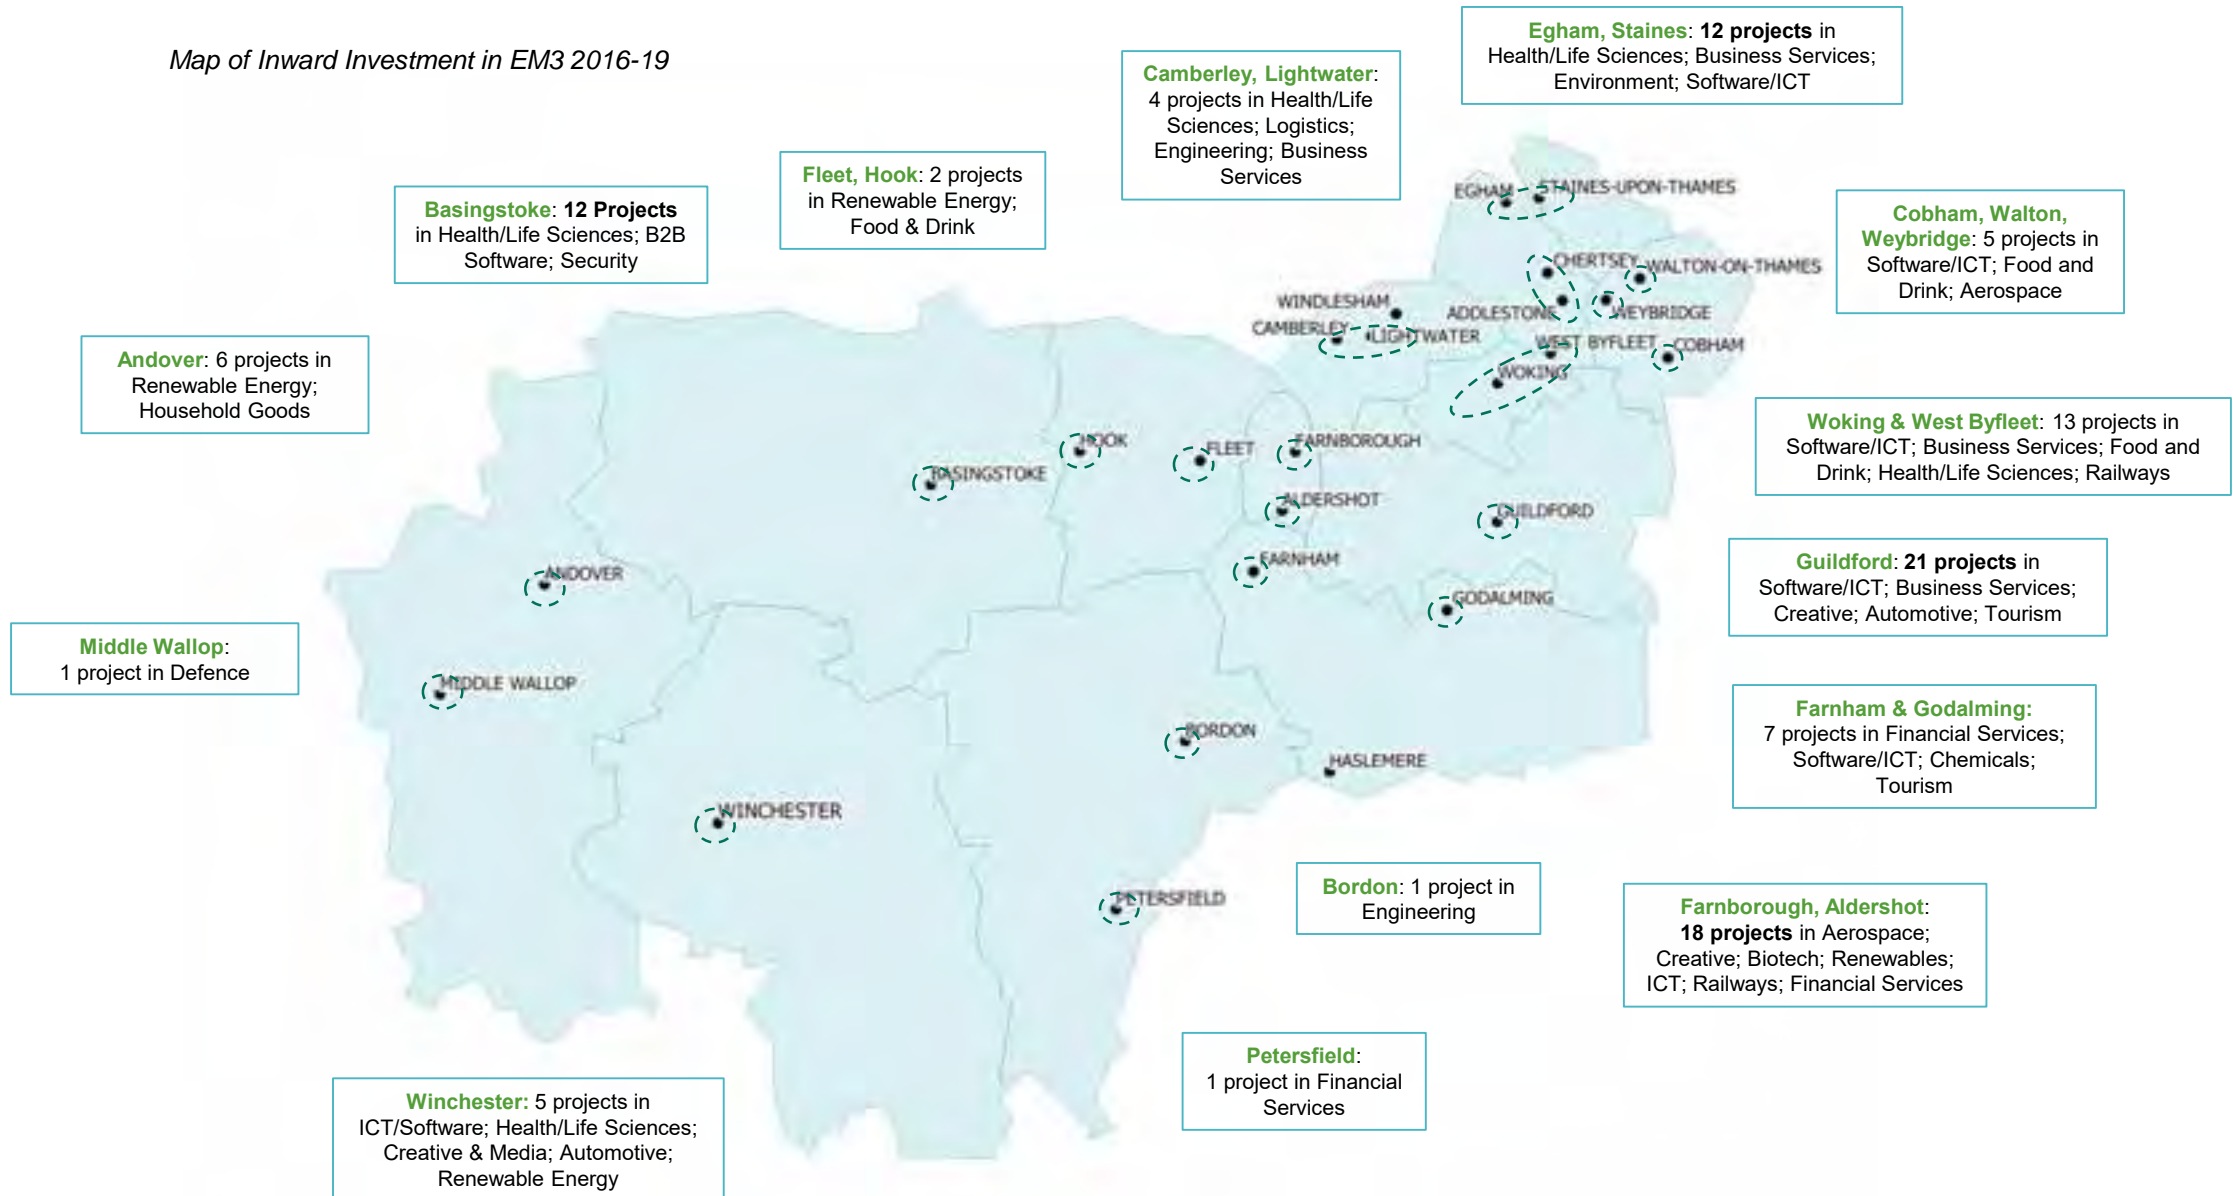 Map of Inward Investment in EM3 2016-19
Egham, Staines: 12 projects in
Health/Life Sciences; Business Services;
Environment; Software/ICT
Camberley, Lightwater:
4 projects in Health/Life
Sciences; Logistics;
Engineering; Business
Services
Fleet, Hook: 2 projects
in Renewable Energy;
Food & Drink
Basingstoke: 12 Projects
in Health/Life Sciences; B2B
Software; Security
Cobham, Walton,
Weybridge: 5 projects in
Software/ICT; Food and
Drink; Aerospace
Andover: 6 projects in
Renewable Energy;
Household Goods
Woking & West Byfleet: 13 projects in
Software/ICT; Business Services; Food and
Drink; Health/Life Sciences; Railways
Guildford: 21 projects in
Software/ICT; Business Services;
Creative; Automotive; Tourism
Middle Wallop:
1 project in Defence
Farnham & Godalming:
7 projects in Financial Services;
Software/ICT; Chemicals;
Tourism
Bordon: 1 project in
Engineering
Farnborough, Aldershot:
18 projects in Aerospace;
Creative; Biotech; Renewables;
ICT; Railways; Financial Services
Petersfield:
1 project in Financial
Services
Winchester: 5 projects in
ICT/Software; Health/Life Sciences;
Creative & Media; Automotive;
Renewable Energy
EGHAM
STAINES-UPON-THAMES
CHERTSEY
WALTON-ON-THAMES
WINDLESHAM
ADDLESTONE
WEYBRIDGE
CAMBERLEY
LIGHTWATER
WEST BYFLEET
COBHAM
WOKING
HOOK
FLEET
FARNBOROUGH
BASINGSTOKE
ALDERSHOT
GUILDFORD
FARNHAM
ANDOVER
GODALMING
MIDDLE WALLOP
BORDON
HASLEMERE
WINCHESTER
PETERSFIELD